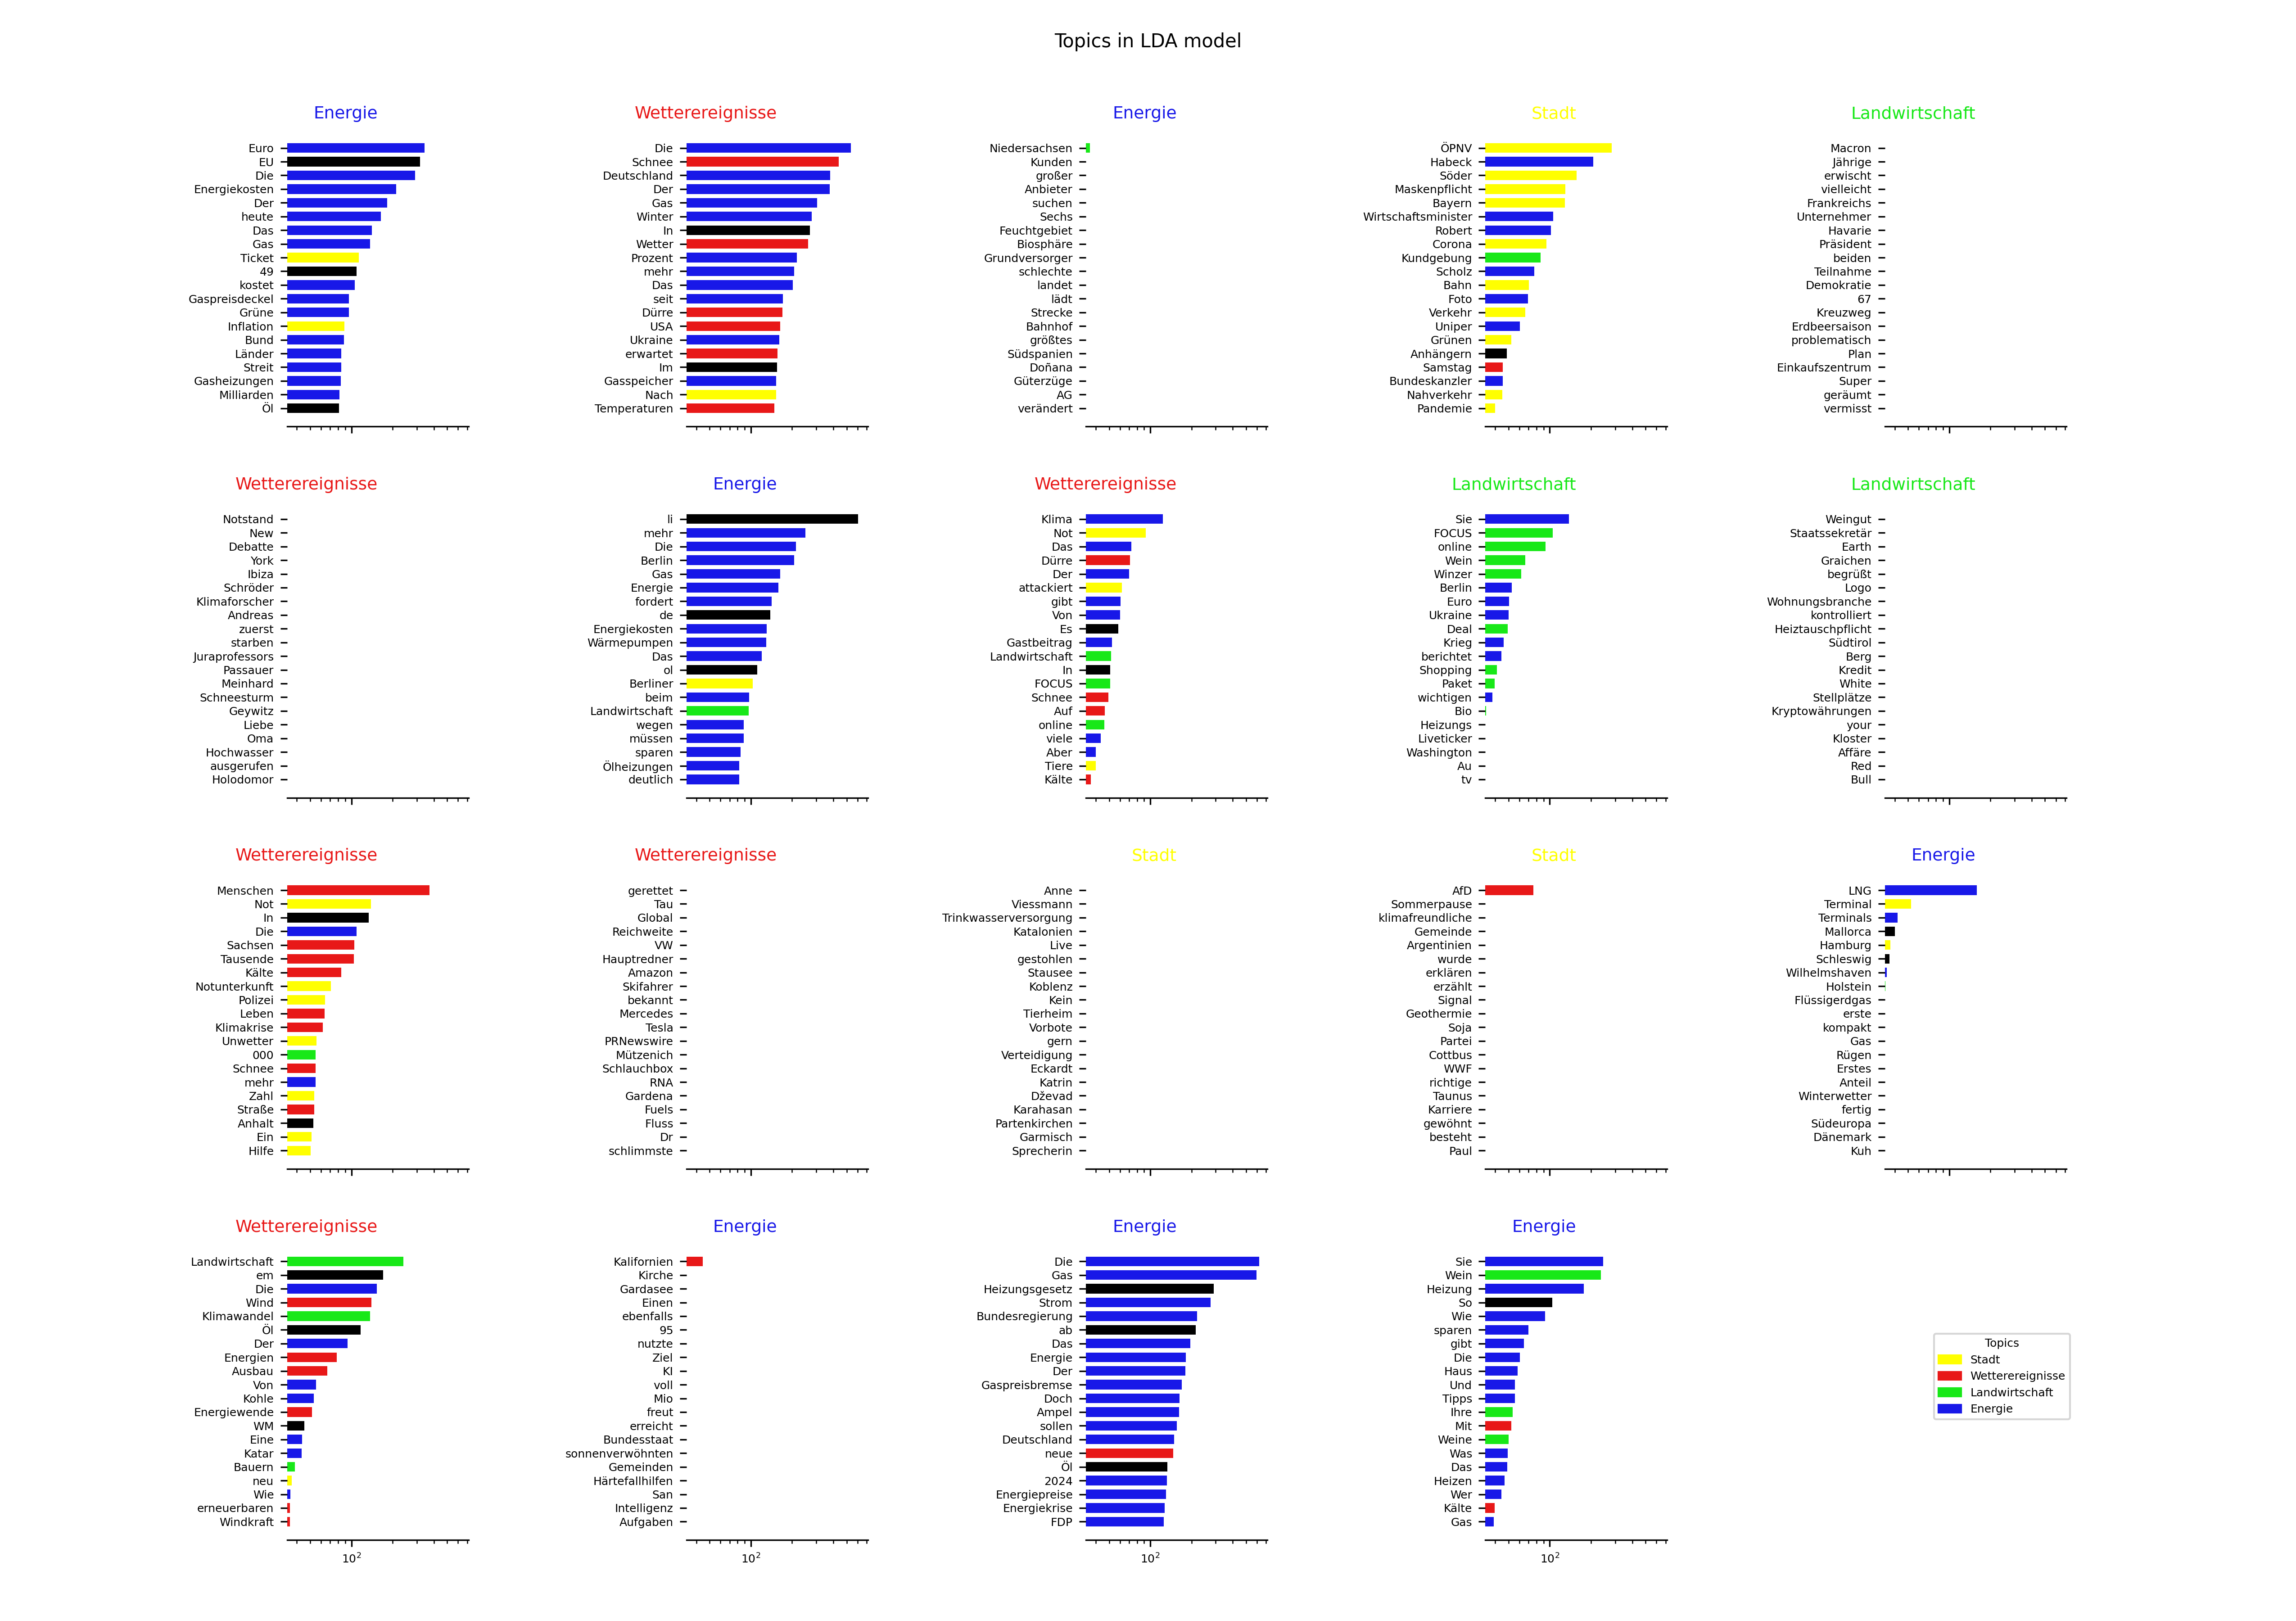 Topics in LDA model
Energie
Euro
EU
Die
Energiekosten
Der
heute
Das
Gas
Ticket
49
kostet
Gaspreisdeckel
Grüne
Inflation
Bund
Länder
Streit
Gasheizungen
Milliarden
Öl
Wetterereignisse
Die
Schnee
Deutschland
Der
Gas
Winter
In
Wetter
Prozent
mehr
Das
seit
Dürre
USA
Ukraine
erwartet
Im
Gasspeicher
Nach
Temperaturen
Energie
Niedersachsen
Kunden
großer
Anbieter
suchen
Sechs
Feuchtgebiet
Biosphäre
Grundversorger
schlechte
landet
lädt
Strecke
Bahnhof
größtes
Südspanien
Doñana
Güterzüge
AG
verändert
Stadt
ÖPNV
Habeck
Söder
Maskenpflicht
Bayern
Wirtschaftsminister
Robert
Corona
Kundgebung
Scholz
Bahn
Foto
Verkehr
Uniper
Grünen
Anhängern
Samstag
Bundeskanzler
Nahverkehr
Pandemie
Landwirtschaft
Macron
Jährige
erwischt
vielleicht
Frankreichs
Unternehmer
Havarie
Präsident
beiden
Teilnahme
Demokratie
67
Kreuzweg
Erdbeersaison
problematisch
Plan
Einkaufszentrum
Super
geräumt
vermisst
Wetterereignisse
Notstand
New
Debatte
York
Ibiza
Schröder
Klimaforscher
Andreas
zuerst
starben
Juraprofessors
Passauer
Meinhard
Schneesturm
Geywitz
Liebe
Oma
Hochwasser
ausgerufen
Holodomor
Energie
li
mehr
Die
Berlin
Gas
Energie
fordert
de
Energiekosten
Wärmepumpen
Das
ol
Berliner
beim
Landwirtschaft
wegen
müssen
sparen
Ölheizungen
deutlich
Wetterereignisse
Klima
Not
Das
Dürre
Der
attackiert
gibt
Von
Es
Gastbeitrag
Landwirtschaft
In
FOCUS
Schnee
Auf
online
viele
Aber
Tiere
Kälte
Landwirtschaft
Sie
FOCUS
online
Wein
Winzer
Berlin
Euro
Ukraine
Deal
Krieg
berichtet
Shopping
Paket
wichtigen
Bio
Heizungs
Liveticker
Washington
Au
tv
Landwirtschaft
Weingut
Staatssekretär
Earth
Graichen
begrüßt
Logo
Wohnungsbranche
kontrolliert
Heiztauschpflicht
Südtirol
Berg
Kredit
White
Stellplätze
Kryptowährungen
your
Kloster
Affäre
Red
Bull
Wetterereignisse
Menschen
Not
In
Die
Sachsen
Tausende
Kälte
Notunterkunft
Polizei
Leben
Klimakrise
Unwetter
000
Schnee
mehr
Zahl
Straße
Anhalt
Ein
Hilfe
Wetterereignisse
gerettet
Tau
Global
Reichweite
VW
Hauptredner
Amazon
Skifahrer
bekannt
Mercedes
Tesla
PRNewswire
Mützenich
Schlauchbox
RNA
Gardena
Fuels
Fluss
Dr
schlimmste
Stadt
Anne
Viessmann
Trinkwasserversorgung
Katalonien
Live
gestohlen
Stausee
Koblenz
Kein
Tierheim
Vorbote
gern
Verteidigung
Eckardt
Katrin
Dževad
Karahasan
Partenkirchen
Garmisch
Sprecherin
Stadt
AfD
Sommerpause
klimafreundliche
Gemeinde
Argentinien
wurde
erklären
erzählt
Signal
Geothermie
Soja
Partei
Cottbus
WWF
richtige
Taunus
Karriere
gewöhnt
besteht
Paul
Energie
LNG
Terminal
Terminals
Mallorca
Hamburg
Schleswig
Wilhelmshaven
Holstein
Flüssigerdgas
erste
kompakt
Gas
Rügen
Erstes
Anteil
Winterwetter
fertig
Südeuropa
Dänemark
Kuh
Wetterereignisse
Landwirtschaft
em
Die
Wind
Klimawandel
Öl
Der
Energien
Ausbau
Von
Kohle
Energiewende
WM
Eine
Katar
Bauern
neu
Wie
erneuerbaren
Windkraft
10²
Energie
Kalifornien
Kirche
Gardasee
Einen
ebenfalls
95
nutzte
Ziel
KI
voll
Mio
freut
erreicht
Bundesstaat
sonnenverwöhnten
Gemeinden
Härtefallhilfen
San
Intelligenz
Aufgaben
10²
Energie
Die
Gas
Heizungsgesetz
Strom
Bundesregierung
ab
Das
Energie
Der
Gaspreisbremse
Doch
Ampel
sollen
Deutschland
neue
Öl
2024
Energiepreise
Energiekrise
FDP
10²
Energie
Sie
Wein
Heizung
So
Wie
sparen
gibt
Die
Haus
Und
Tipps
Ihre
Mit
Weine
Was
Das
Heizen
Wer
Kälte
Gas
10²
Topics
Stadt
Wetterereignisse
Landwirtschaft
Energie